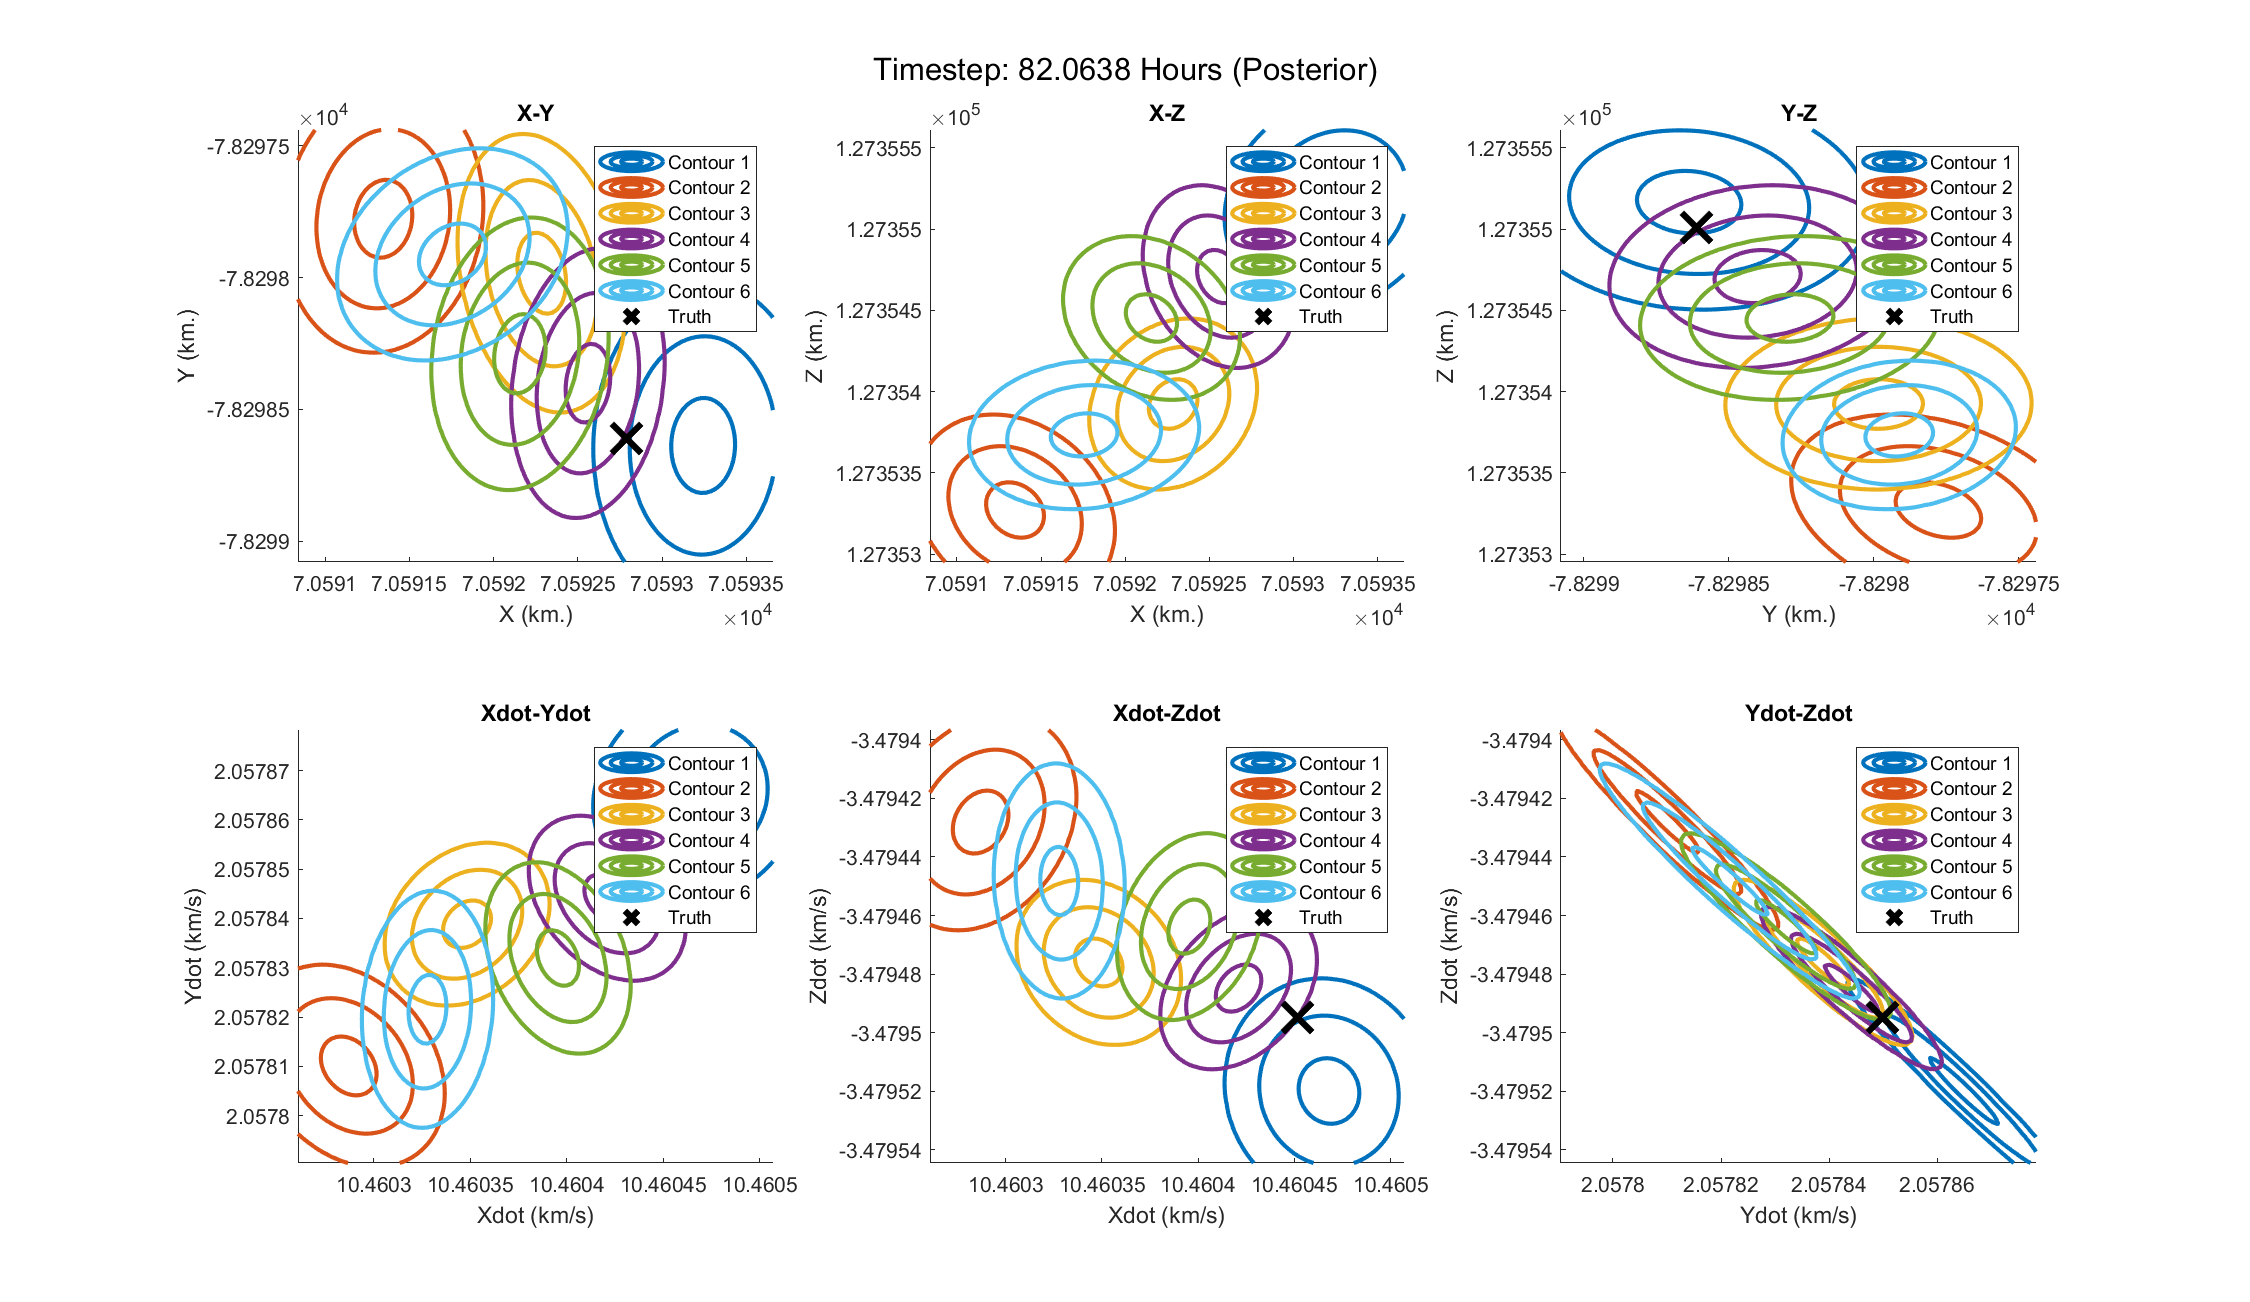 Timestep: 82.0638 Hours (Posterior)
X-Y
×10^4
-7.82975
-7.8298
-7.82985
-7.8299
Y (km.)
7.0591 7.05915 7.0592 7.05925 7.0593 7.05935
X (km.)
×10^4
Contour 1
Contour 2
Contour 3
Contour 4
Contour 5
Contour 6
Truth
X-Z
×10^5
1.273555
1.27355
1.273545
1.27354
1.273535
1.27353
Z (km.)
7.0591 7.05915 7.0592 7.05925 7.0593 7.05935
X (km.)
×10^4
Contour 1
Contour 2
Contour 3
Contour 4
Contour 5
Contour 6
Truth
Y-Z
×10^5
1.273555
1.27355
1.273545
1.27354
1.273535
1.27353
Z (km.)
-7.8299 -7.82985 -7.8298 -7.82975
Y (km.)
×10^4
Contour 1
Contour 2
Contour 3
Contour 4
Contour 5
Contour 6
Truth
Xdot-Ydot
2.05787
2.05786
2.05785
2.05784
2.05783
2.05782
2.05781
2.0578
Ydot (km/s)
10.4603 10.46035 10.4604 10.46045 10.4605
Xdot (km/s)
Contour 1
Contour 2
Contour 3
Contour 4
Contour 5
Contour 6
Truth
Xdot-Zdot
-3.4794
-3.47942
-3.47944
-3.47946
-3.47948
-3.4795
-3.47952
-3.47954
Zdot (km/s)
10.4603 10.46035 10.4604 10.46045 10.4605
Xdot (km/s)
Contour 1
Contour 2
Contour 3
Contour 4
Contour 5
Contour 6
Truth
Ydot-Zdot
-3.4794
-3.47942
-3.47944
-3.47946
-3.47948
-3.4795
-3.47952
-3.47954
Zdot (km/s)
2.0578 2.05782 2.05784 2.05786
Ydot (km/s)
Contour 1
Contour 2
Contour 3
Contour 4
Contour 5
Contour 6
Truth